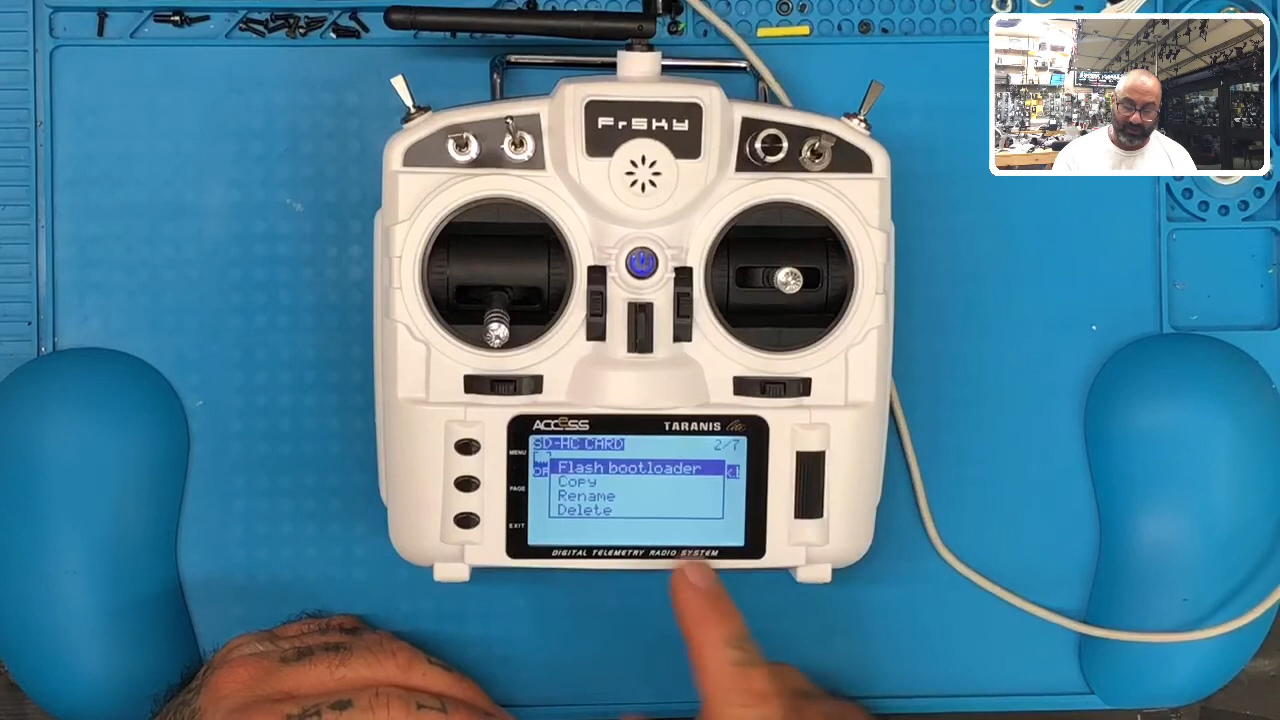 FrSKY
ACCESS
TARANIS lite
MENU
PAGE
EXIT
SD-HC CARD 2/7
Flash bootloader
Copy
Rename
Delete
DIGITAL TELEMETRY RADIO SYSTEM